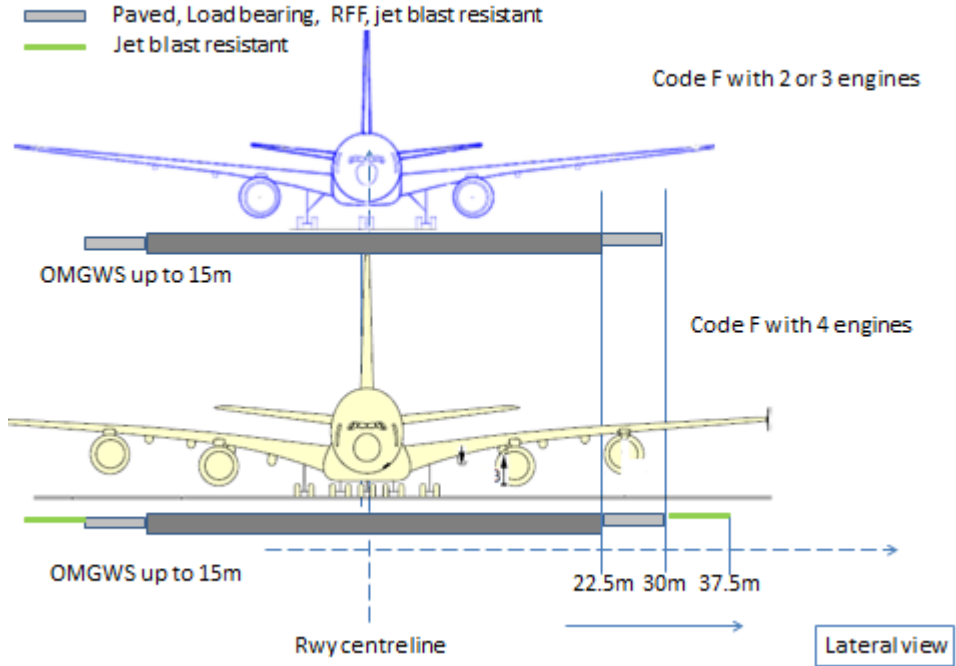 Paved, Load bearing, RFF, jet blast resistant
Jet blast resistant
Code F with 2 or 3 engines
OMGWS up to 15m
Code F with 4 engines
3
OMGWS up to 15m
22.5m 30m 37.5m
Rwy centreline
Lateral view